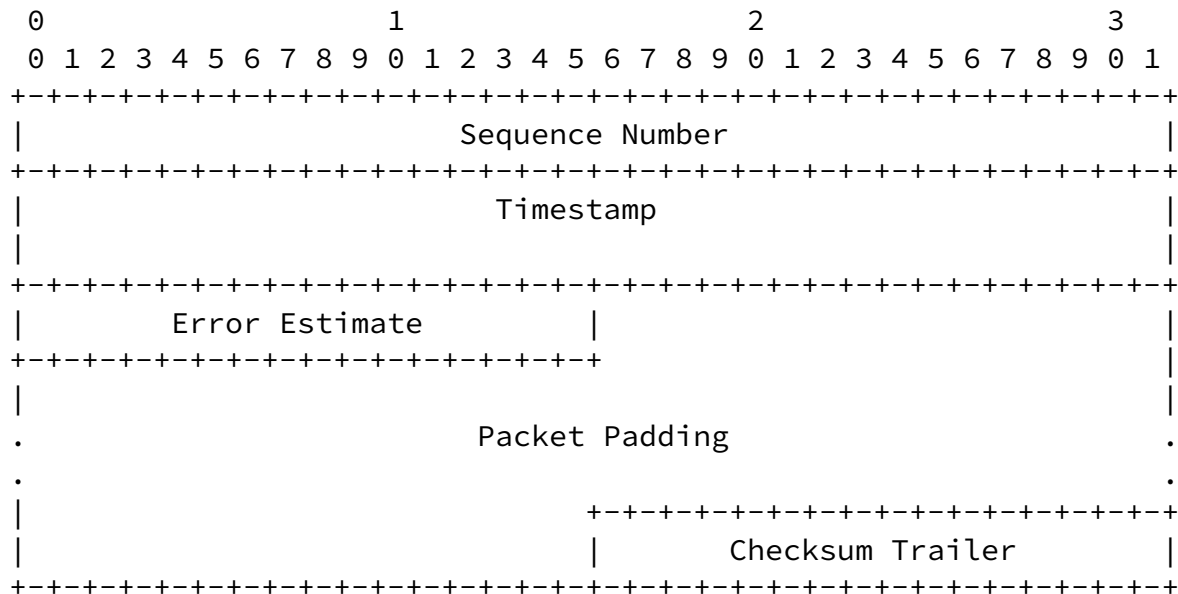 0                   1                   2                   3
 0 1 2 3 4 5 6 7 8 9 0 1 2 3 4 5 6 7 8 9 0 1 2 3 4 5 6 7 8 9 0 1
+-+-+-+-+-+-+-+-+-+-+-+-+-+-+-+-+-+-+-+-+-+-+-+-+-+-+-+-+-+-+-+-+
|                        Sequence Number                        |
+-+-+-+-+-+-+-+-+-+-+-+-+-+-+-+-+-+-+-+-+-+-+-+-+-+-+-+-+-+-+-+-+
|                          Timestamp                            |
|                                                               |
+-+-+-+-+-+-+-+-+-+-+-+-+-+-+-+-+-+-+-+-+-+-+-+-+-+-+-+-+-+-+-+-+
|        Error Estimate         |                               |
+-+-+-+-+-+-+-+-+-+-+-+-+-+-+-+-+                               |
|                                                               |
.                         Packet Padding                        .
.                                                               .
|                               +-+-+-+-+-+-+-+-+-+-+-+-+-+-+-+-+
|                               |       Checksum Trailer        |
+-+-+-+-+-+-+-+-+-+-+-+-+-+-+-+-+-+-+-+-+-+-+-+-+-+-+-+-+-+-+-+-+